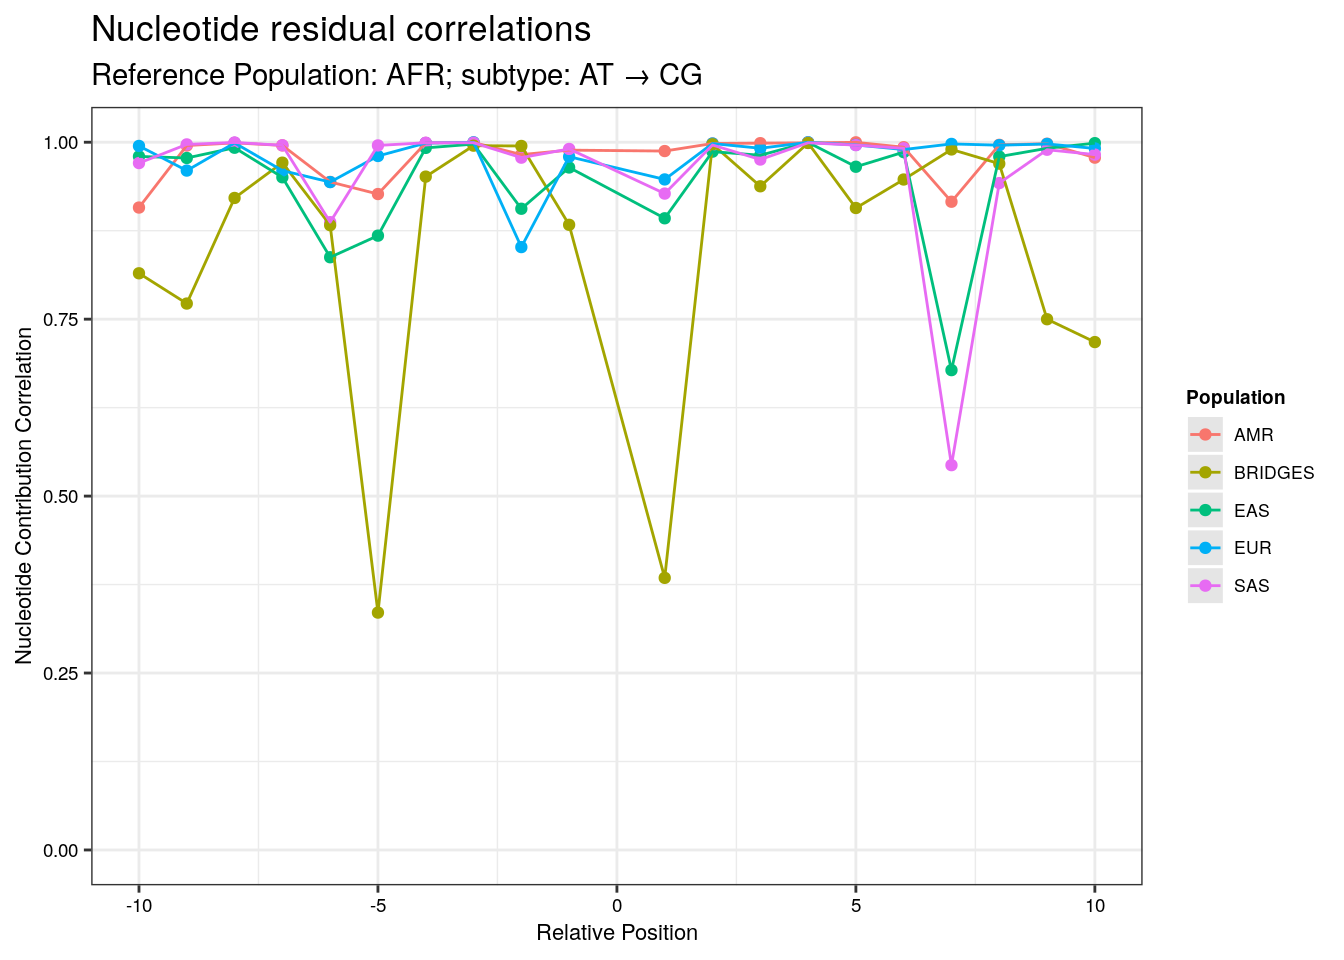 Nucleotide residual correlations
Reference Population: AFR; subtype: AT → CG
Nucleotide Contribution Correlation
1.00
0.75
0.50
0.25
0.00
-10
-5
0
5
10
Relative Position
Population
AMR
BRIDGES
EAS
EUR
SAS